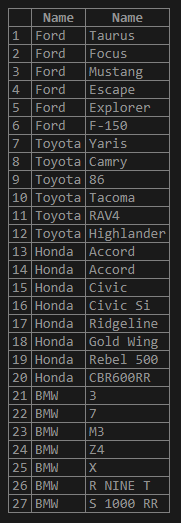 Name Name
1 Ford Taurus
2 Ford Focus
3 Ford Mustang
4 Ford Escape
5 Ford Explorer
6 Ford F-150
7 Toyota Yaris
8 Toyota Camry
9 Toyota 86
10 Toyota Tacoma
11 Toyota RAV4
12 Toyota Highlander
13 Honda Accord
14 Honda Accord
15 Honda Civic
16 Honda Civic Si
17 Honda Ridgeline
18 Honda Gold Wing
19 Honda Rebel 500
20 Honda CBR600RR
21 BMW 3
22 BMW 7
23 BMW M3
24 BMW Z4
25 BMW X
26 BMW R NINE T
27 BMW S 1000 RR